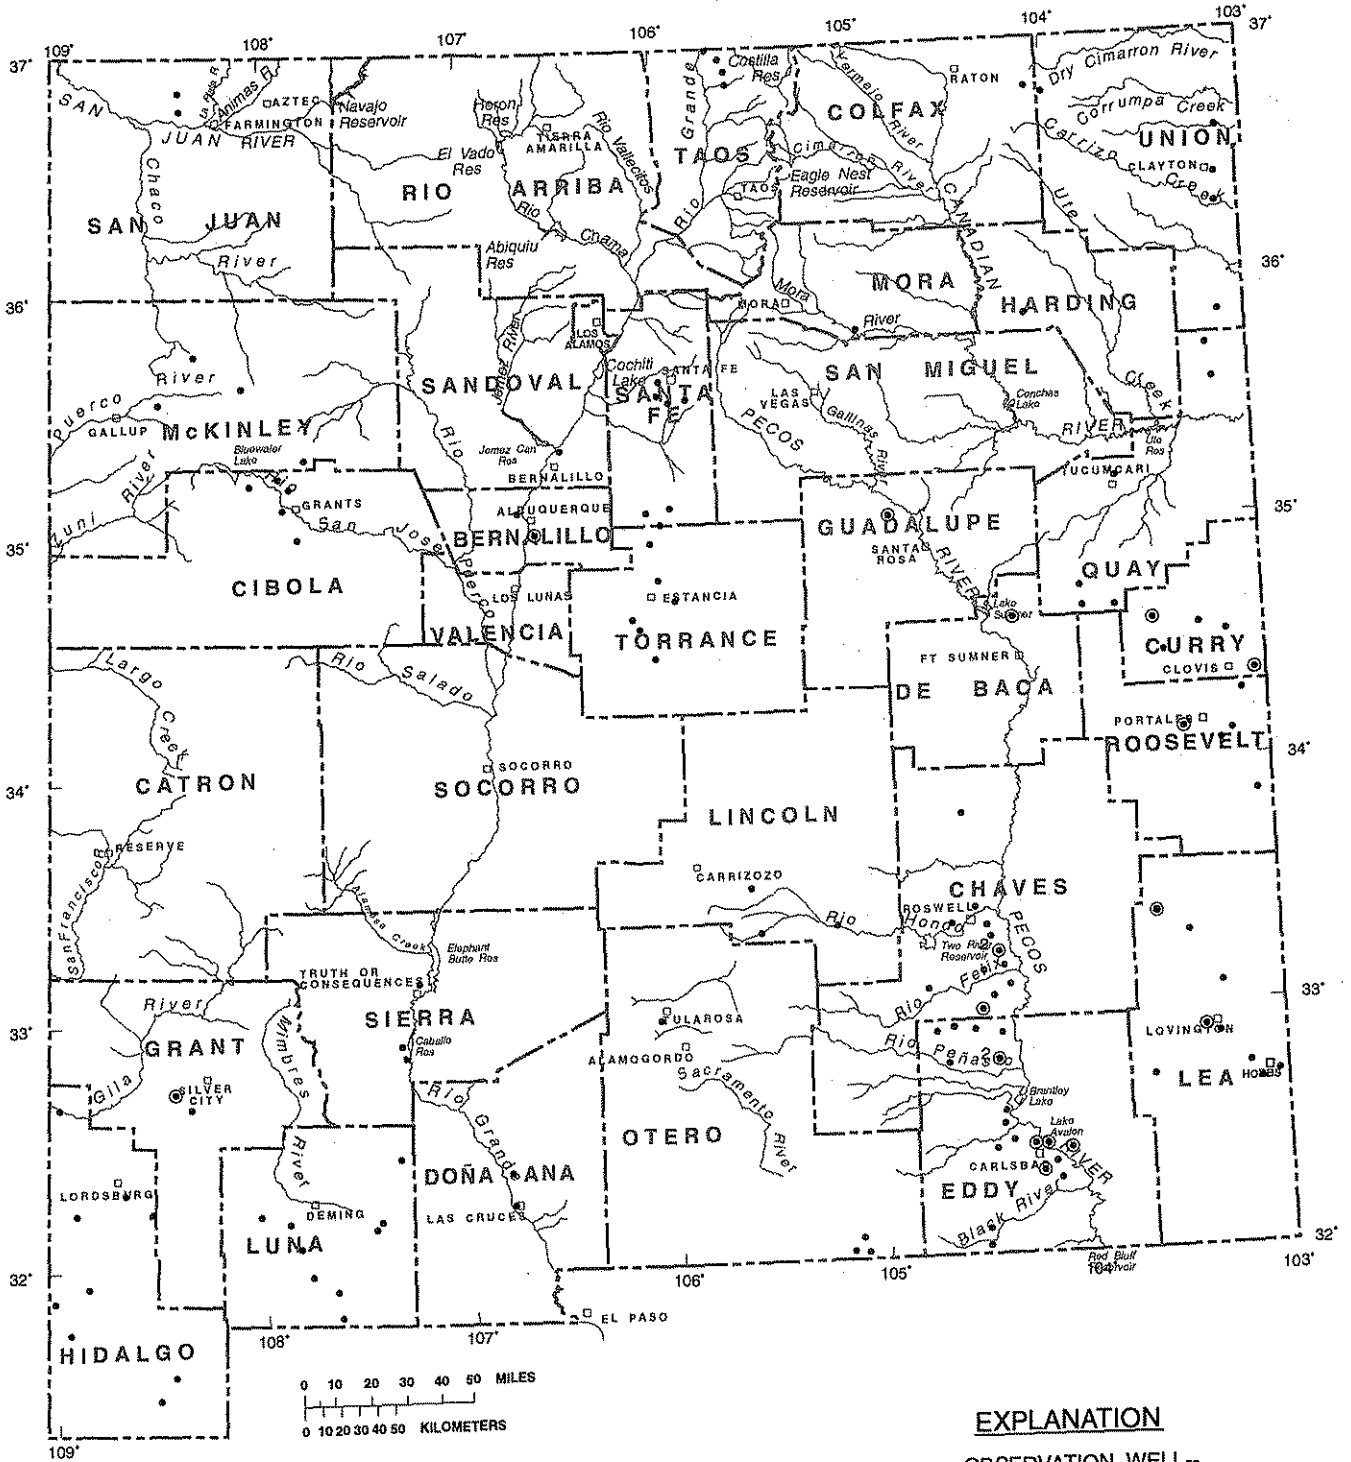 109° 108° 107° 106° 105° 104° 103°
37° 37°
SAN JUAN RIVER
La Plata R
Animas R
AZTEC
FARMINGTON
Navajo Reservoir
Chaco River
SAN JUAN
Heron Res
TIERRA AMARILLA
El Vado Res
RIO ARRIBA
Rio Vallecitos
Rio Chama
Abiquiu Res
Rio Grande
Costilla Res
TAOS
TAOS
Vermejo River
RATON
COLFAX
Cimarron River
Eagle Nest Reservoir
CANADIAN
Dry Cimarron River
Corrumpa Creek
Carrizo Creek
UNION
CLAYTON
Ute Creek
36° 36°
MORA
MORA
Mora River
HARDING
LOS ALAMOS
Jemez River
SANDOVAL
Cochiti Lake
SANTA FE
SANTA FE
SAN MIGUEL
LAS VEGAS
Gallinas River
Conchas Lake
RIVER
Ute Res
TUCUMCARI
PECOS RIVER
Puerco River
GALLUP
McKINLEY
Bluewater Lake
Rio San Jose
GRANTS
Rio Puerco
Jemez Can Res
BERNALILLO
ALBUQUERQUE
BERNALILLO
35° 35°
Zuni River
CIBOLA
LOS LUNAS
VALENCIA
ESTANCIA
TORRANCE
GUADALUPE
SANTA ROSA
Lake Sumner
QUAY
CURRY
CLOVIS
FT SUMNER
DE BACA
PORTALES
ROOSEVELT
Largo Creek
Rio Salado
34° 34°
CATRON
SOCORRO
SOCORRO
LINCOLN
RESERVE
San Francisco R
CARRIZOZO
CHAVES
ROSWELL
Rio Hondo
Two River Reservoir
PECOS
2
Rio Felix
Alamosa Creek
Elephant Butte Res
TRUTH OR CONSEQUENCES
SIERRA
Caballo Res
33° 33°
River
GRANT
Gila
SILVER CITY
Mimbres River
TULAROSA
ALAMOGORDO
Sacramento River
OTERO
Rio Peñasco
2
LOVINGTON
LEA
HOBBS
Brantley Lake
Lake Avalon
CARLSBAD
RIVER
EDDY
Black River
Red Bluff Reservoir
LORDSBURG
DEMING
LUNA
Rio Grande
DOÑA ANA
LAS CRUCES
32° 32°
EL PASO
HIDALGO
109° 108° 107° 106° 105° 104° 103°
0 10 20 30 40 50 MILES
0 10 20 30 40 50 KILOMETERS
EXPLANATION
OBSERVATION WELL--